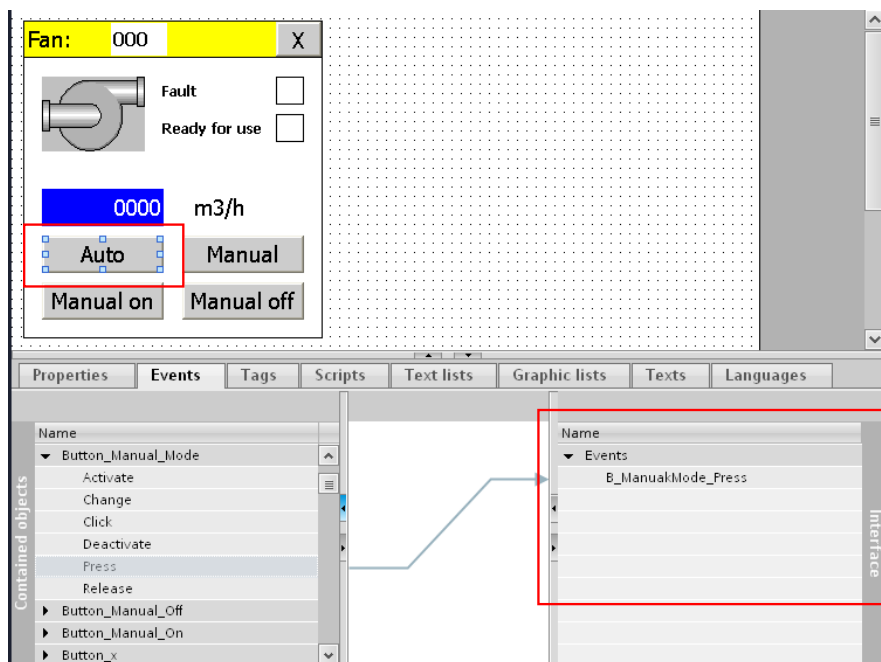 Fan: 000 X
Fault
Ready for use
0000 m3/h
Auto Manual
Manual on Manual off
Properties Events Tags Scripts Text lists Graphic lists Texts Languages
Contained objects
Name
Button_Manual_Mode
Activate
Change
Click
Deactivate
Press
Release
Button_Manual_Off
Button_Manual_On
Button_x
Name
Events
B_ManuakMode_Press
Interface